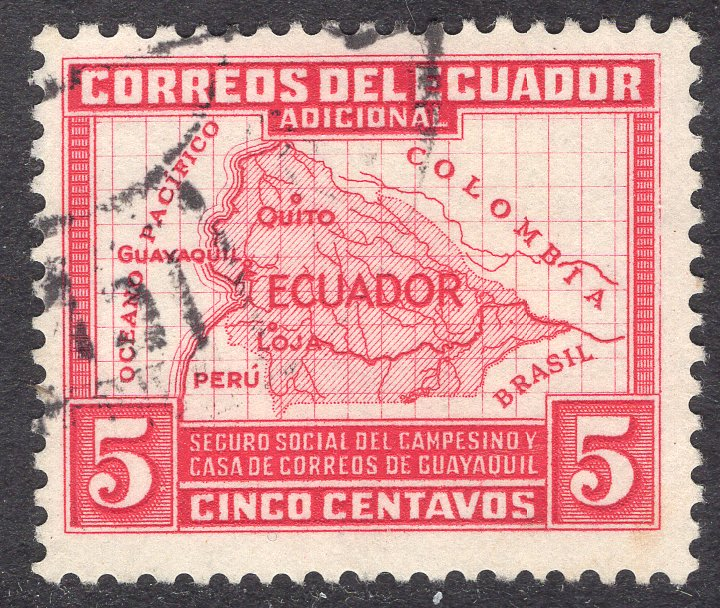 CORREOS DEL ECUADOR
ADICIONAL
COLOMBIA
OCEANO PACÍFICO
QUITO
GUAYAQUIL
ECUADOR
LOJA
PERÚ
BRASIL
5 5
SEGURO SOCIAL DEL CAMPESINO Y
CASA DE CORREOS DE GUAYAQUIL
CINCO CENTAVOS